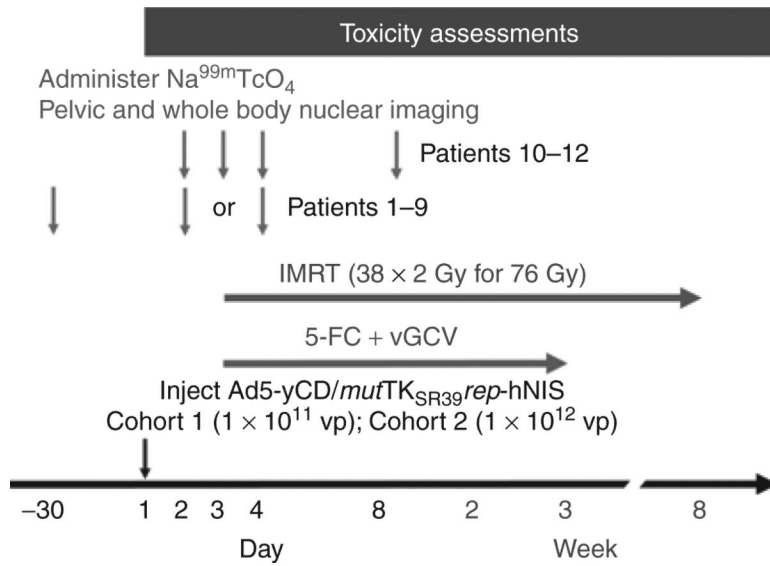 Toxicity assessments
Administer Na⁹⁹ᵐTcO₄
Pelvic and whole body nuclear imaging
Patients 10–12
or Patients 1–9
IMRT (38 × 2 Gy for 76 Gy)
5-FC + vGCV
Inject Ad5-yCD/mutTK_SR39rep-hNIS
Cohort 1 (1 × 10¹¹ vp); Cohort 2 (1 × 10¹² vp)
–30 1 2 3 4 8 2 3 8
Day Week